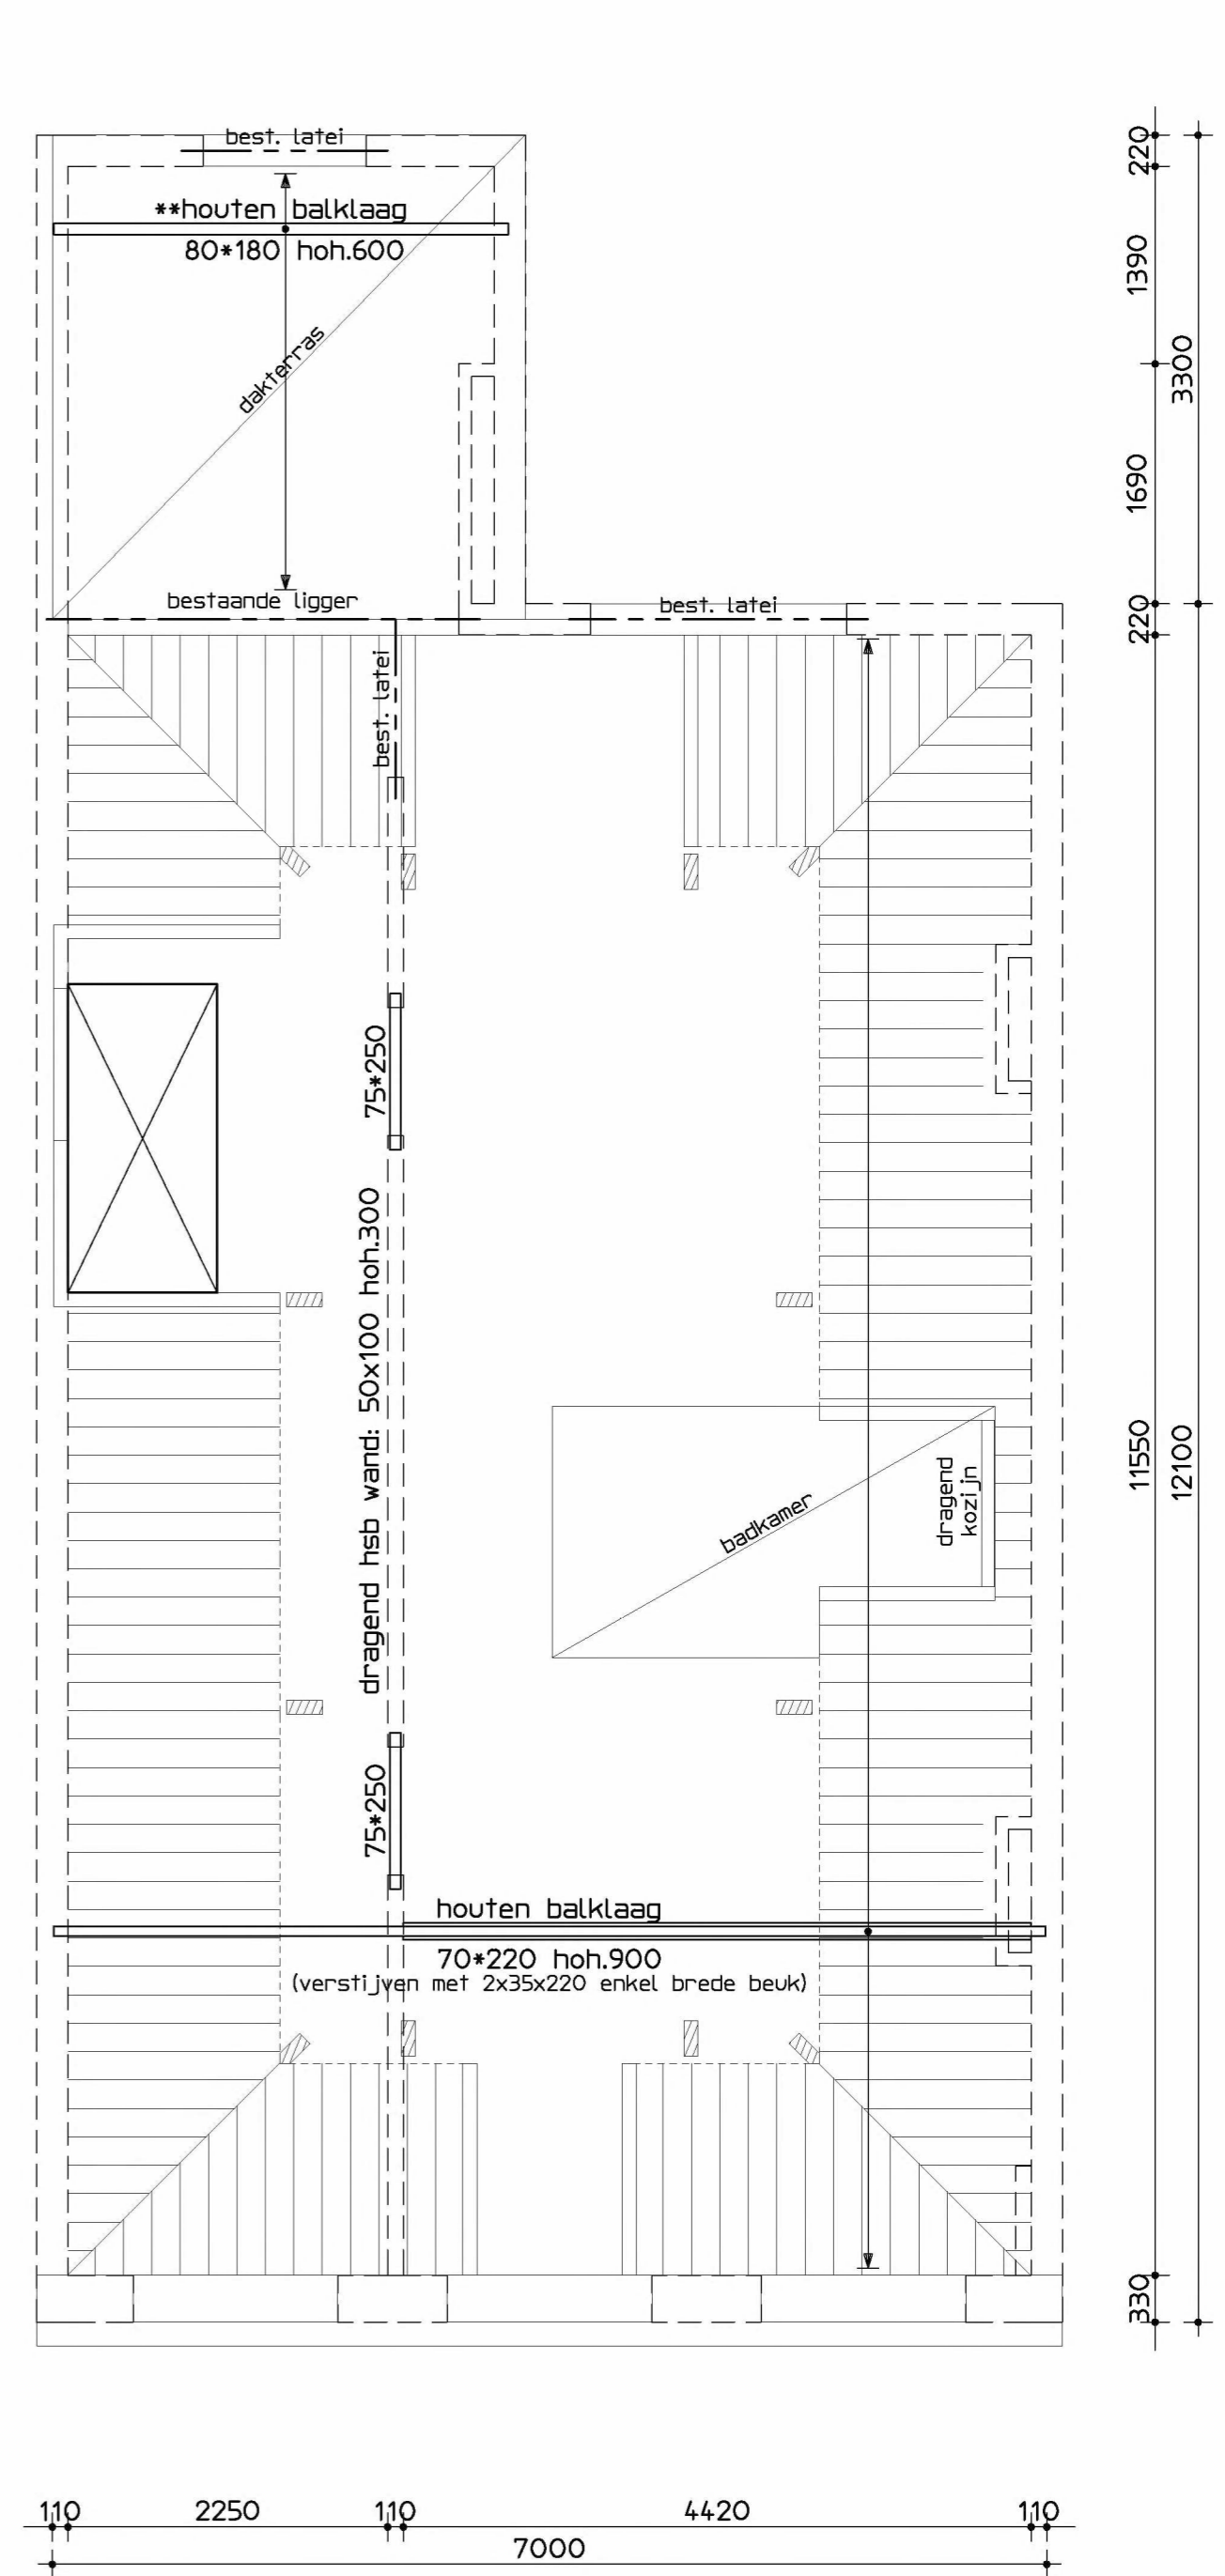 best. latei
**houten balklaag
80*180 hoh.600
dakterras
bestaande ligger
best. latei
best. latei
75*250
dragend hsb wand: 50x100 hoh.300
badkamer
dragend
kozijn
75*250
houten balklaag
70*220 hoh.900
(verstijven met 2x35x220 enkel brede beuk)
220
1390
3300
1690
220
11550
12100
330
110
2250
110
4420
110
7000